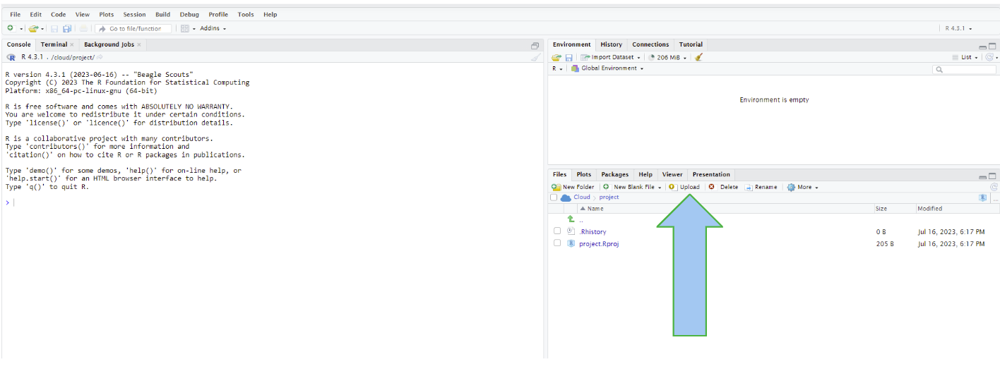 File Edit Code View Plots Session Build Debug Profile Tools Help
Go to file/function Addins R 4.3.1
Console Terminal Background Jobs
R 4.3.1 . /cloud/project/
R version 4.3.1 (2023-06-16) -- "Beagle Scouts"
Copyright (C) 2023 The R Foundation for Statistical Computing
Platform: x86_64-pc-linux-gnu (64-bit)
R is free software and comes with ABSOLUTELY NO WARRANTY.
You are welcome to redistribute it under certain conditions.
Type 'license()' or 'licence()' for distribution details.
R is a collaborative project with many contributors.
Type 'contributors()' for more information and
'citation()' on how to cite R or R packages in publications.
Type 'demo()' for some demos, 'help()' for on-line help, or
'help.start()' for an HTML browser interface to help.
Type 'q()' to quit R.
>
Environment History Connections Tutorial
Import Dataset 206 MiB List
R Global Environment
Environment is empty
Files Plots Packages Help Viewer Presentation
New Folder New Blank File Upload Delete Rename More
Cloud project ...
Name Size Modified
..
.Rhistory 0 B Jul 16, 2023, 6:17 PM
project.Rproj 205 B Jul 16, 2023, 6:17 PM